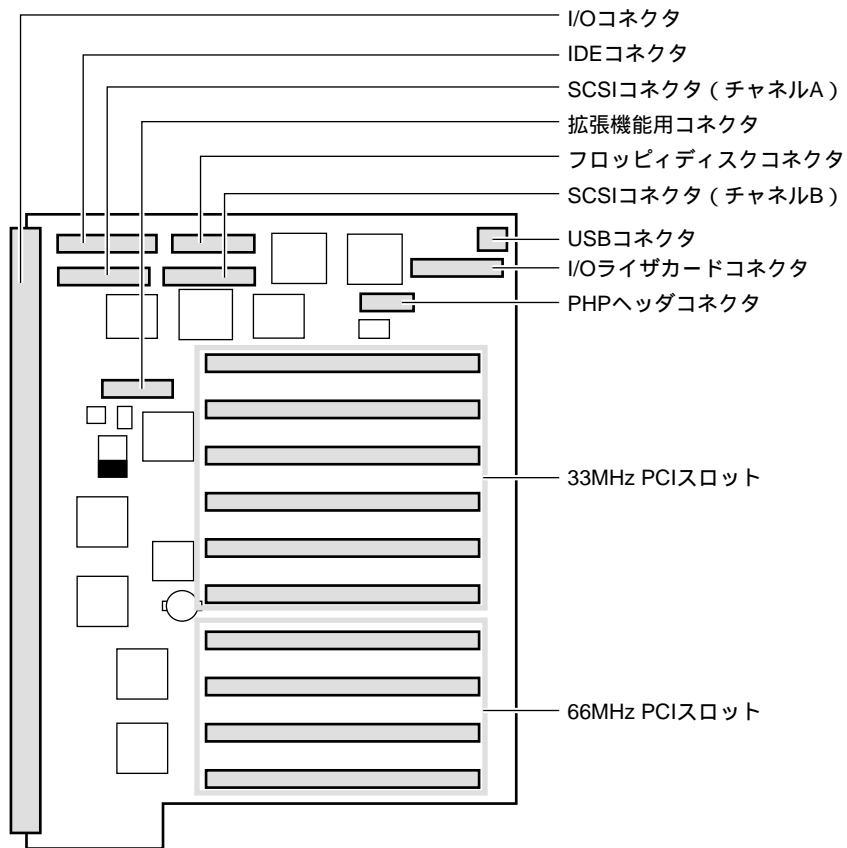 I/Oコネクタ
IDEコネクタ
SCSIコネクタ（チャネルA）
拡張機能用コネクタ
フロッピィディスクコネクタ
SCSIコネクタ（チャネルB）
USBコネクタ
I/Oライザカードコネクタ
PHPヘッダコネクタ
33MHz PCIスロット
66MHz PCIスロット